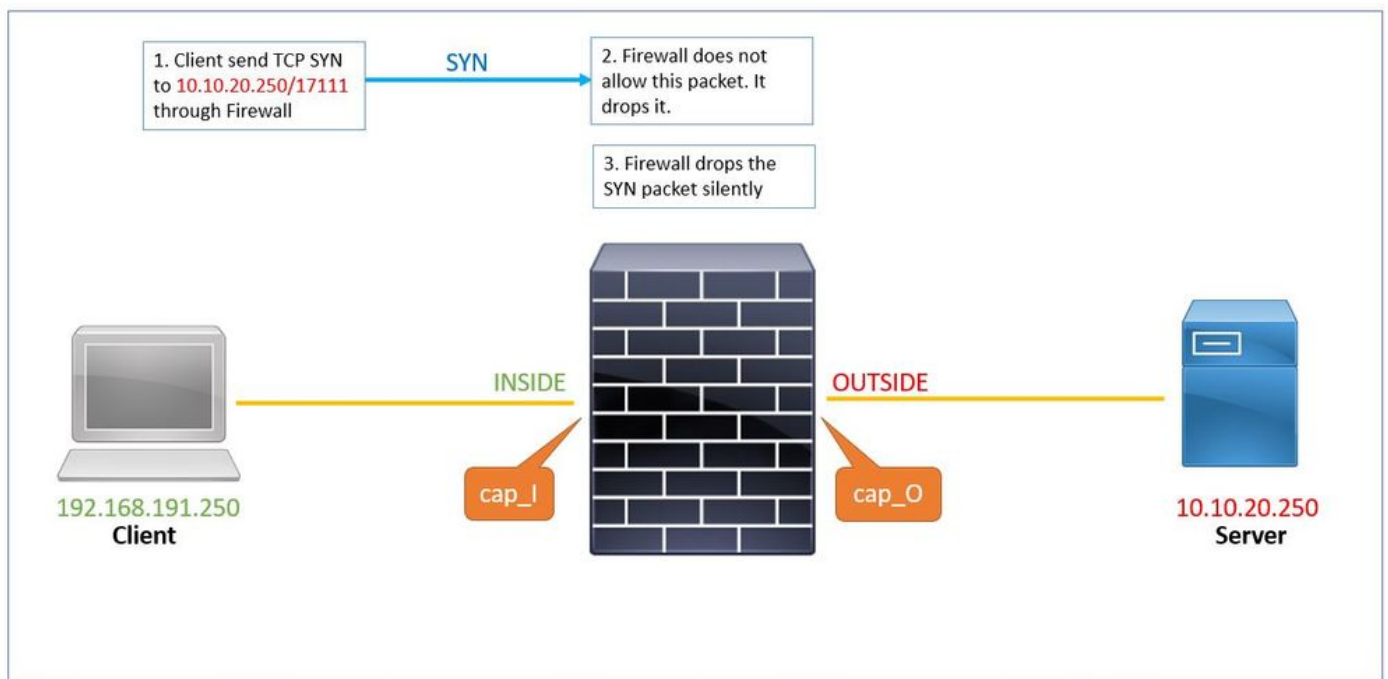 1. Client send TCP SYN
to 10.10.20.250/17111
through Firewall
SYN
2. Firewall does not
allow this packet. It
drops it.
3. Firewall drops the
SYN packet silently
INSIDE
OUTSIDE
cap_I
cap_O
192.168.191.250
Client
10.10.20.250
Server